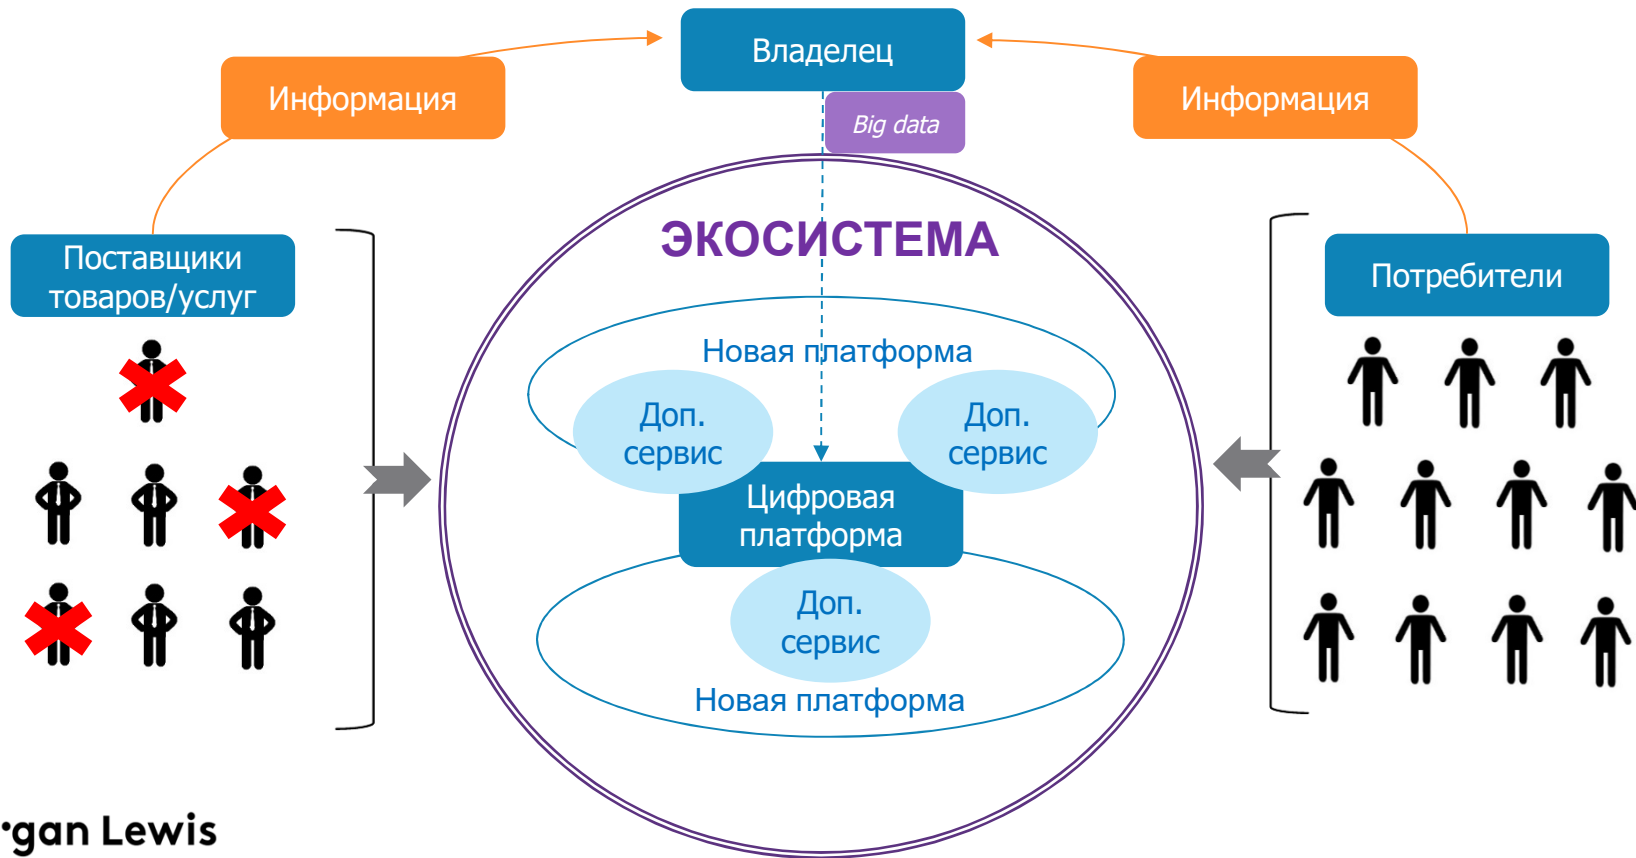 Владелец
Информация
Информация
Big data
ЭКОСИСТЕМА
Поставщики
товаров/услуг
Потребители
Новая платформа
Доп.
сервис
Доп.
сервис
Цифровая
платформа
Доп.
сервис
Новая платформа
rgan Lewis